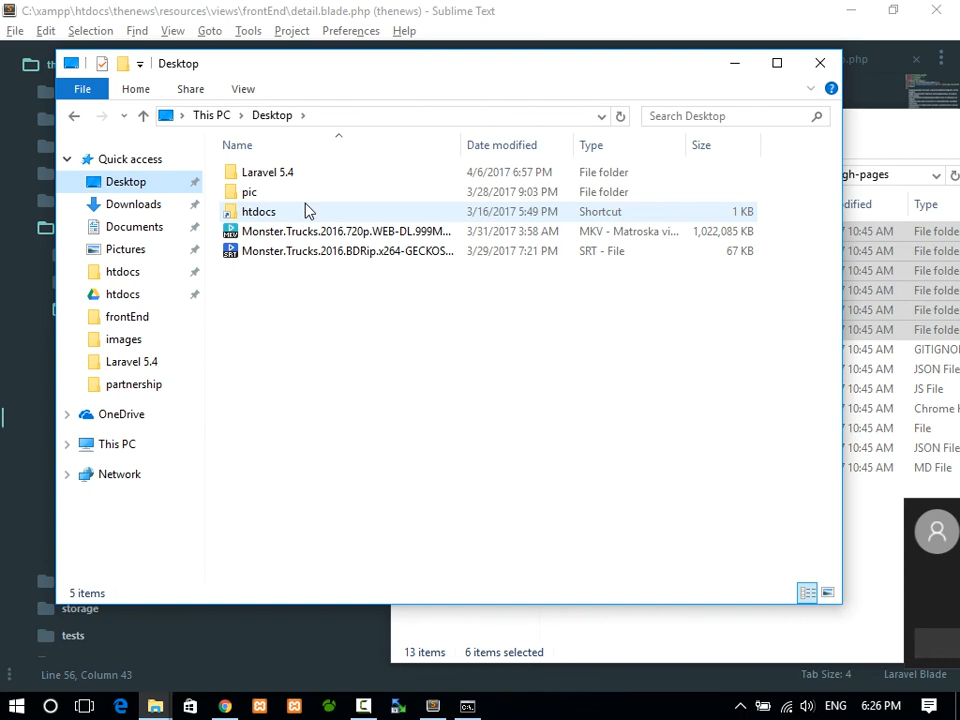 C:\xampp\htdocs\thenews\resources\views\frontEnd\detail.blade.php (thenews) - Sublime Text
File Edit Selection Find View Goto Tools Project Preferences Help
Desktop
File Home Share View
This PC > Desktop >
Search Desktop
Name Date modified Type Size
Quick access
Desktop
Downloads
Documents
Pictures
htdocs
htdocs
frontEnd
images
Laravel 5.4
partnership
OneDrive
This PC
Network
Laravel 5.4 4/6/2017 6:57 PM File folder
pic 3/28/2017 9:03 PM File folder
htdocs 3/16/2017 5:49 PM Shortcut 1 KB
Monster.Trucks.2016.720p.WEB-DL.999M... 3/31/2017 3:58 AM MKV - Matroska vi... 1,022,085 KB
Monster.Trucks.2016.BDRip.x64-GECKOS... 3/29/2017 7:21 PM SRT - File 67 KB
5 items
.php
gh-pages
dified Type
10:45 AM File folde
10:45 AM File folde
10:45 AM File folde
10:45 AM File folde
10:45 AM File folde
10:45 AM File folde
10:45 AM GITIGNO
10:45 AM JSON File
10:45 AM JS File
10:45 AM Chrome H
10:45 AM File
10:45 AM JSON File
10:45 AM MD File
13 items 6 items selected
storage
tests
Line 56, Column 43
Tab Size: 4 Laravel Blade
ENG 6:26 PM